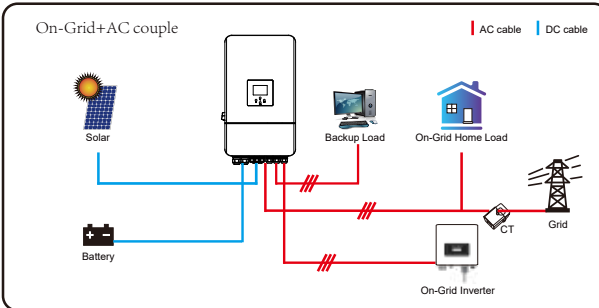 On-Grid+AC couple
AC cable
DC cable
Solar
Backup Load
On-Grid Home Load
CT
Grid
Battery
On-Grid Inverter